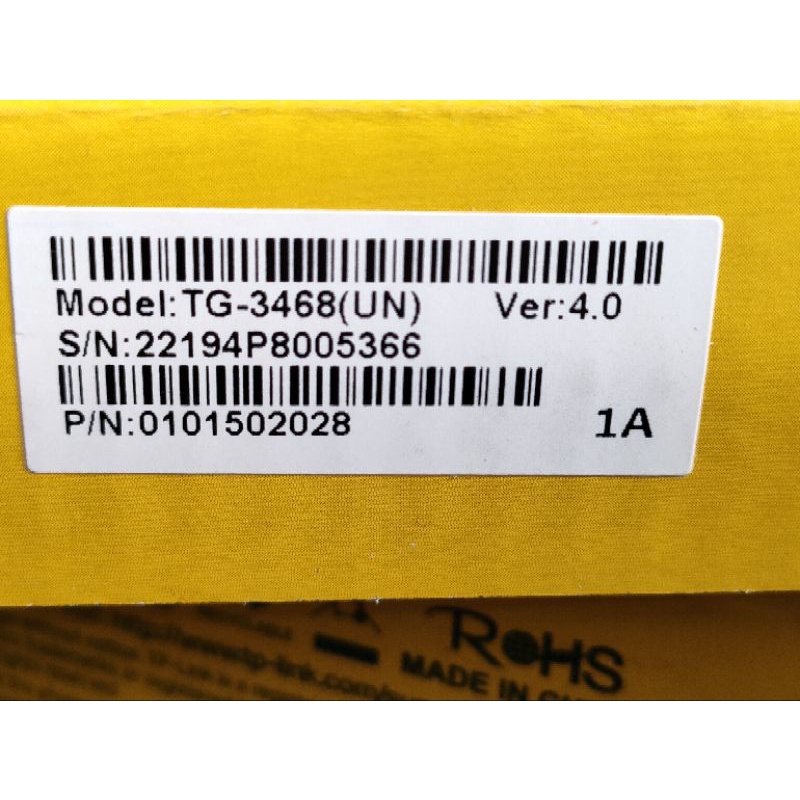 Model:TG-3468(UN) Ver:4.0
S/N:22194P8005366
P/N:0101502028 1A
RoHS
MADE IN